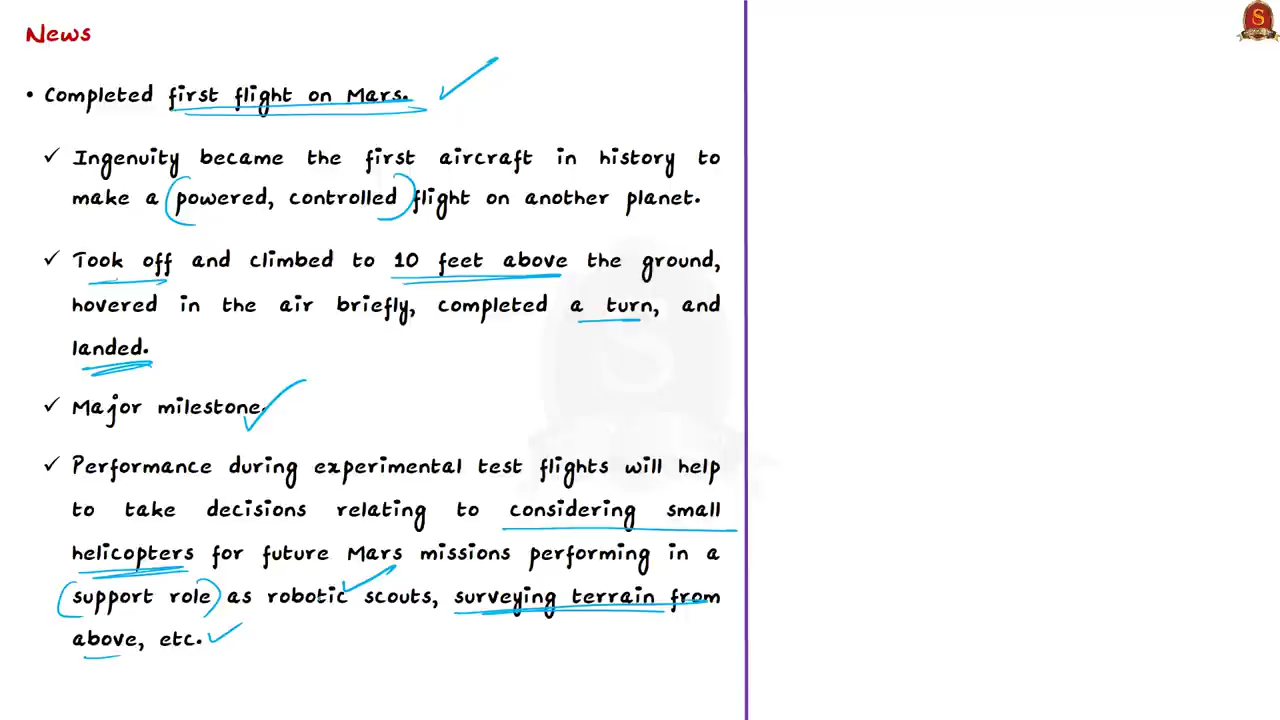 News
• Completed first flight on Mars.
✓ Ingenuity became the first aircraft in history to
make a powered, controlled flight on another planet.
✓ Took off and climbed to 10 feet above the ground,
hovered in the air briefly, completed a turn, and
landed.
✓ Major milestone.
✓ Performance during experimental test flights will help
to take decisions relating to considering small
helicopters for future Mars missions performing in a
support role as robotic scouts, surveying terrain from
above, etc.
S
S